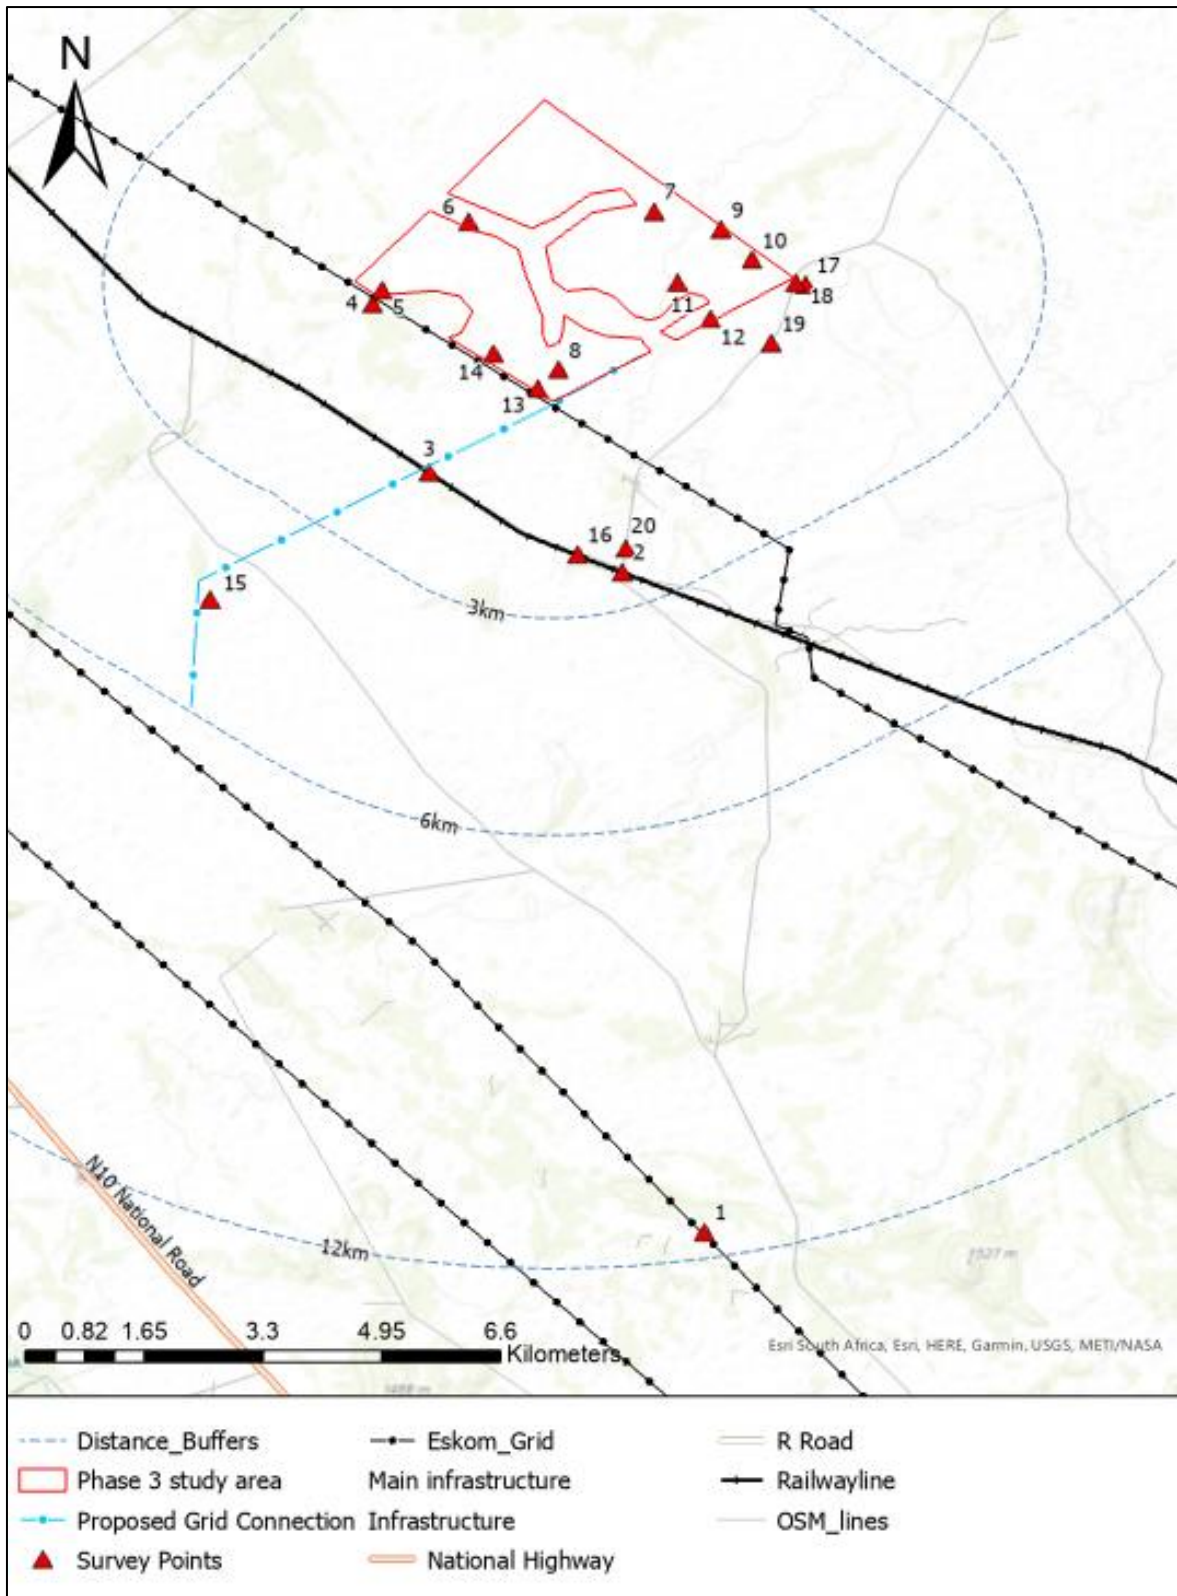 N
7
6
9
10
17
4
5
11
18
12
19
8
14
13
3
16
20
2
15
3km
6km
1
N10 National Road
12km
1527 m
0 0.82 1.65 3.3 4.95 6.6
Kilometers
Esri South Africa, Esri, HERE, Garmin, USGS, METI/NASA
Distance_Buffers
Eskom_Grid
R Road
Phase 3 study area
Main infrastructure
Railwayline
Proposed Grid Connection
Infrastructure
OSM_lines
Survey Points
National Highway